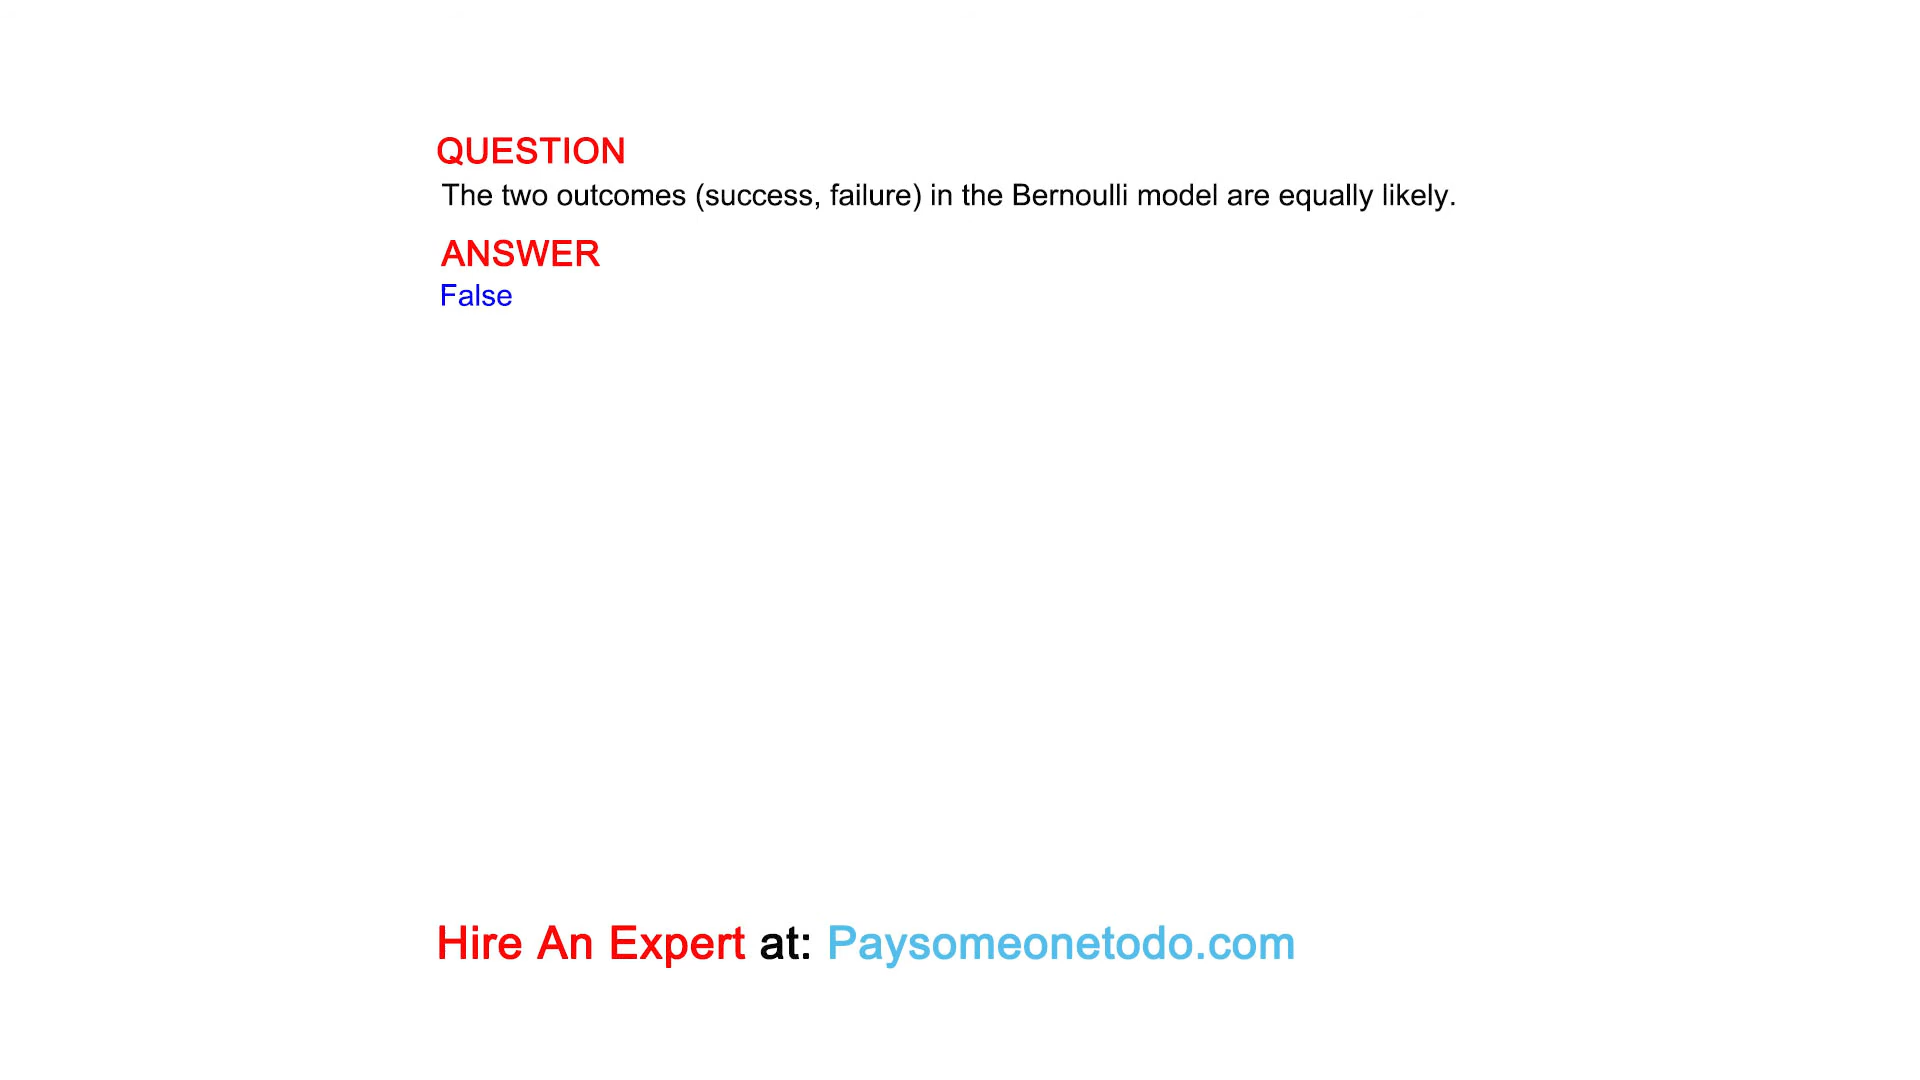 QUESTION
The two outcomes (success, failure) in the Bernoulli model are equally likely.
ANSWER
False
Hire An Expert at: Paysomeonetodo.com